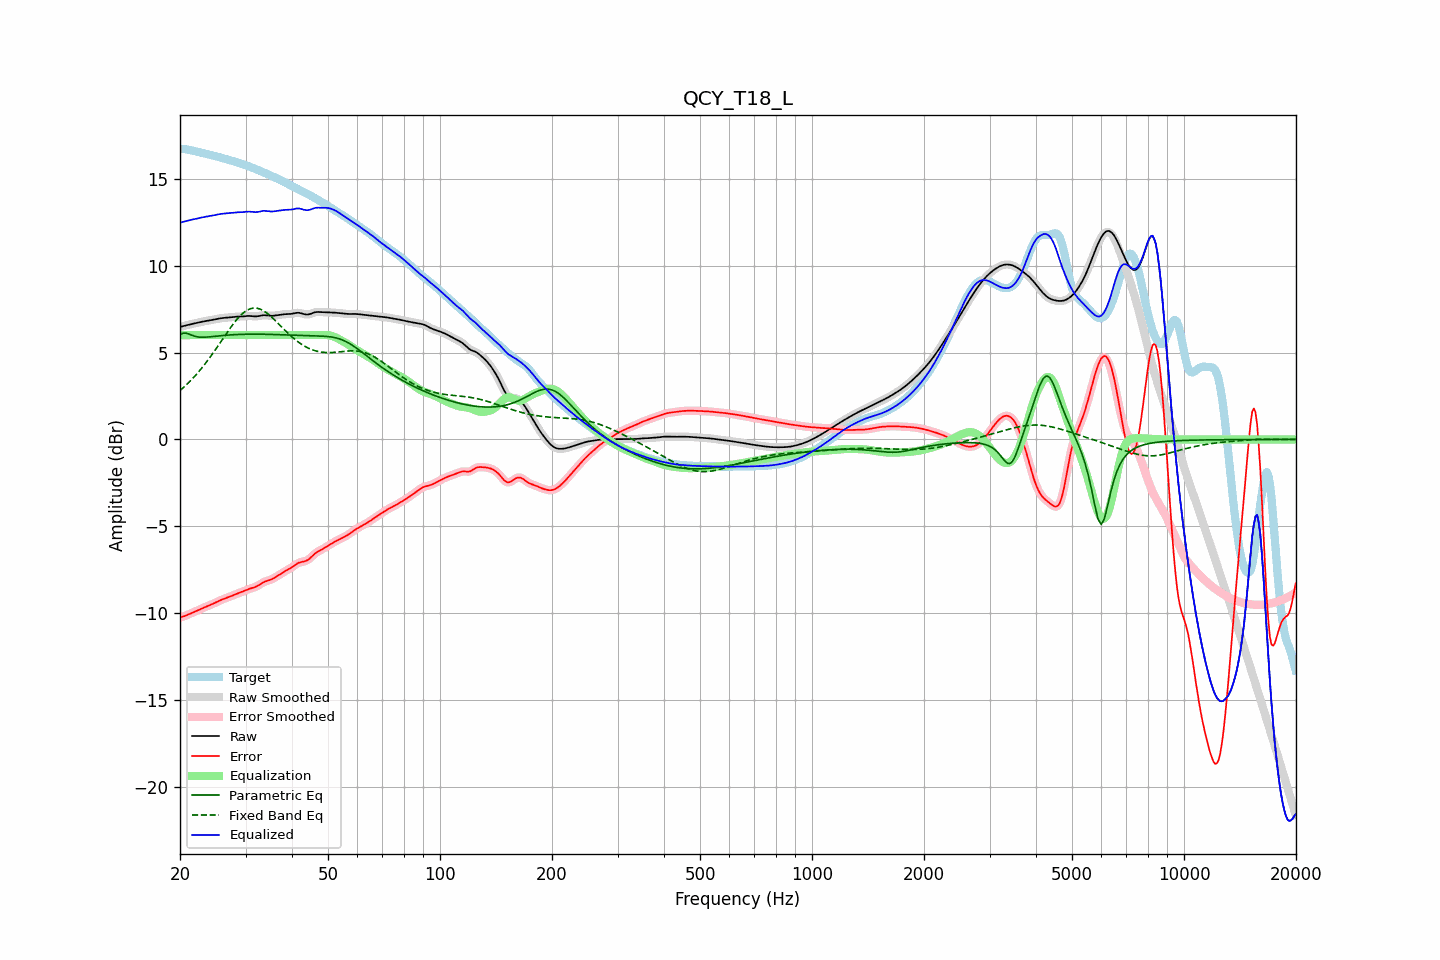 QCY_T18_L
Amplitude (dBr)
15
10
5
0
−5
−10
−15
−20
Target
Raw Smoothed
Error Smoothed
Raw
Error
Equalization
Parametric Eq
Fixed Band Eq
Equalized
20 50 100 200 500 1000 2000 5000 10000 20000
Frequency (Hz)